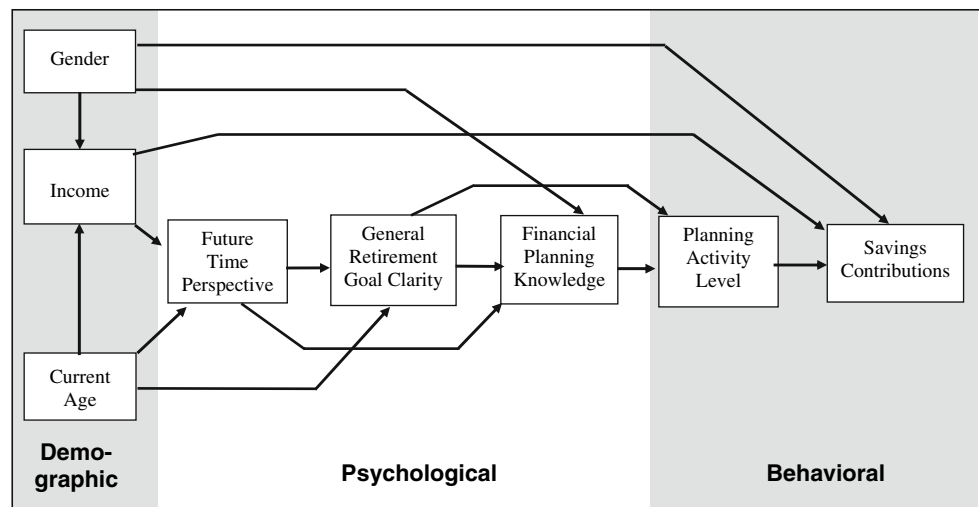 Gender
Income
Future
Time
Perspective
General
Retirement
Goal Clarity
Financial
Planning
Knowledge
Planning
Activity
Level
Savings
Contributions
Current
Age
Demo-
graphic
Psychological
Behavioral